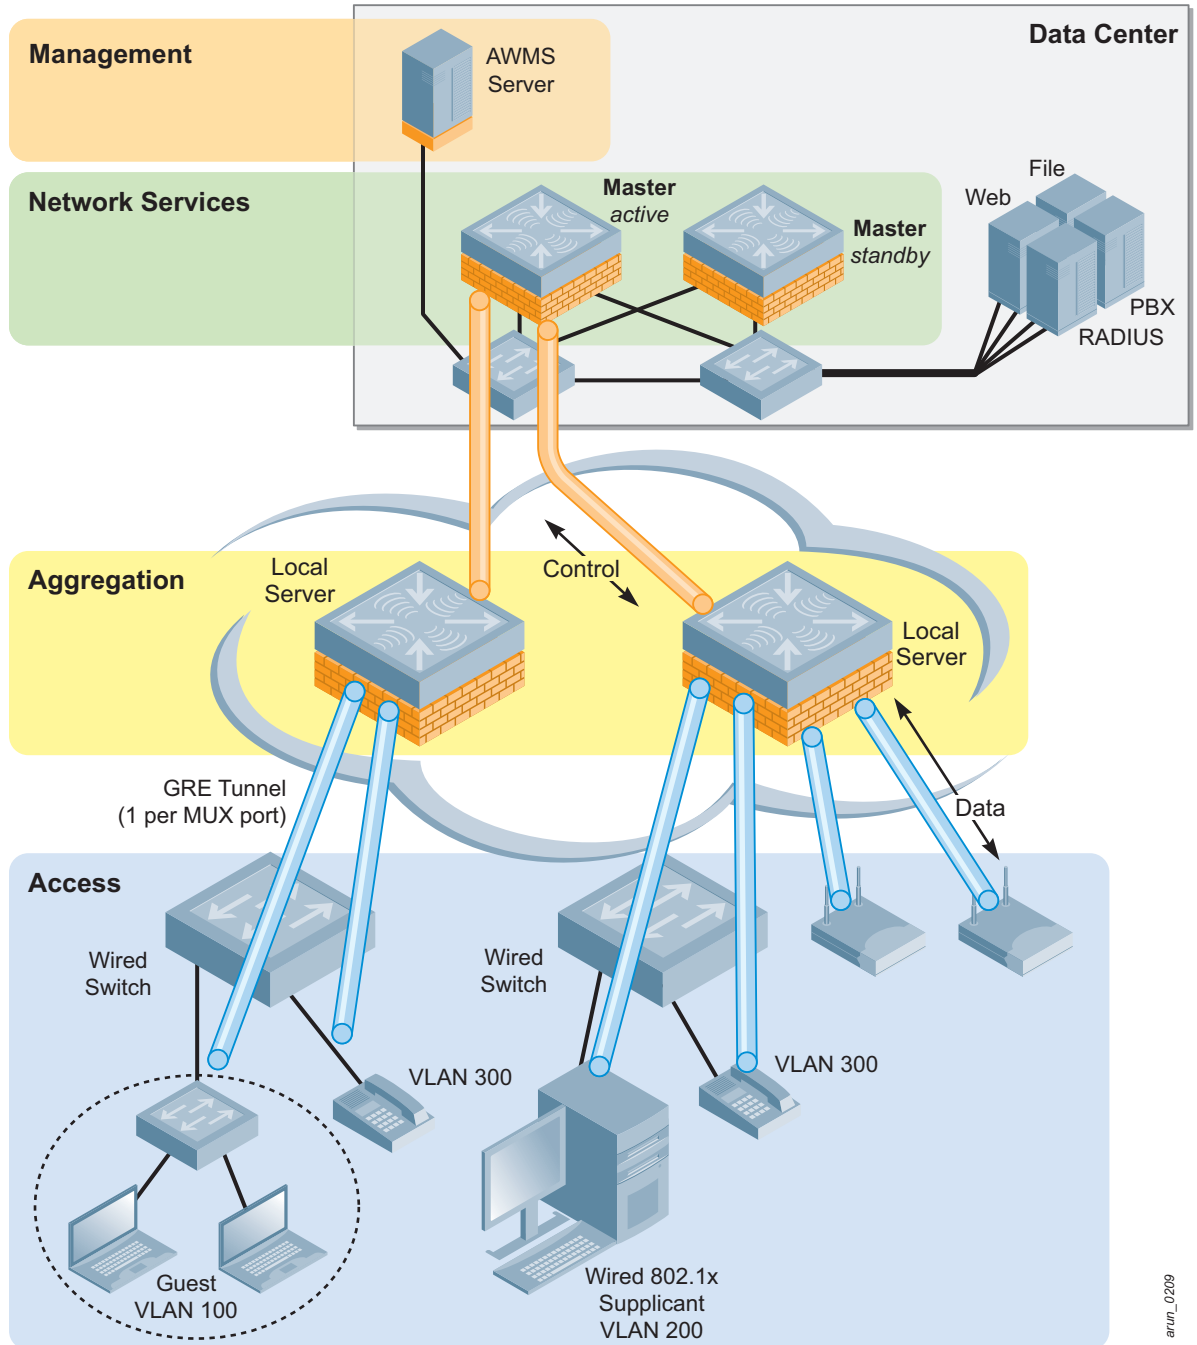 Management
AWMS
Server
Data Center
Network Services
Master
active
Master
standby
File
Web
PBX
RADIUS
Aggregation
Local
Server
Control
Local
Server
GRE Tunnel
(1 per MUX port)
Data
Access
Wired
Switch
Wired
Switch
VLAN 300
VLAN 300
Guest
VLAN 100
Wired 802.1x
Supplicant
VLAN 200
arun_0209